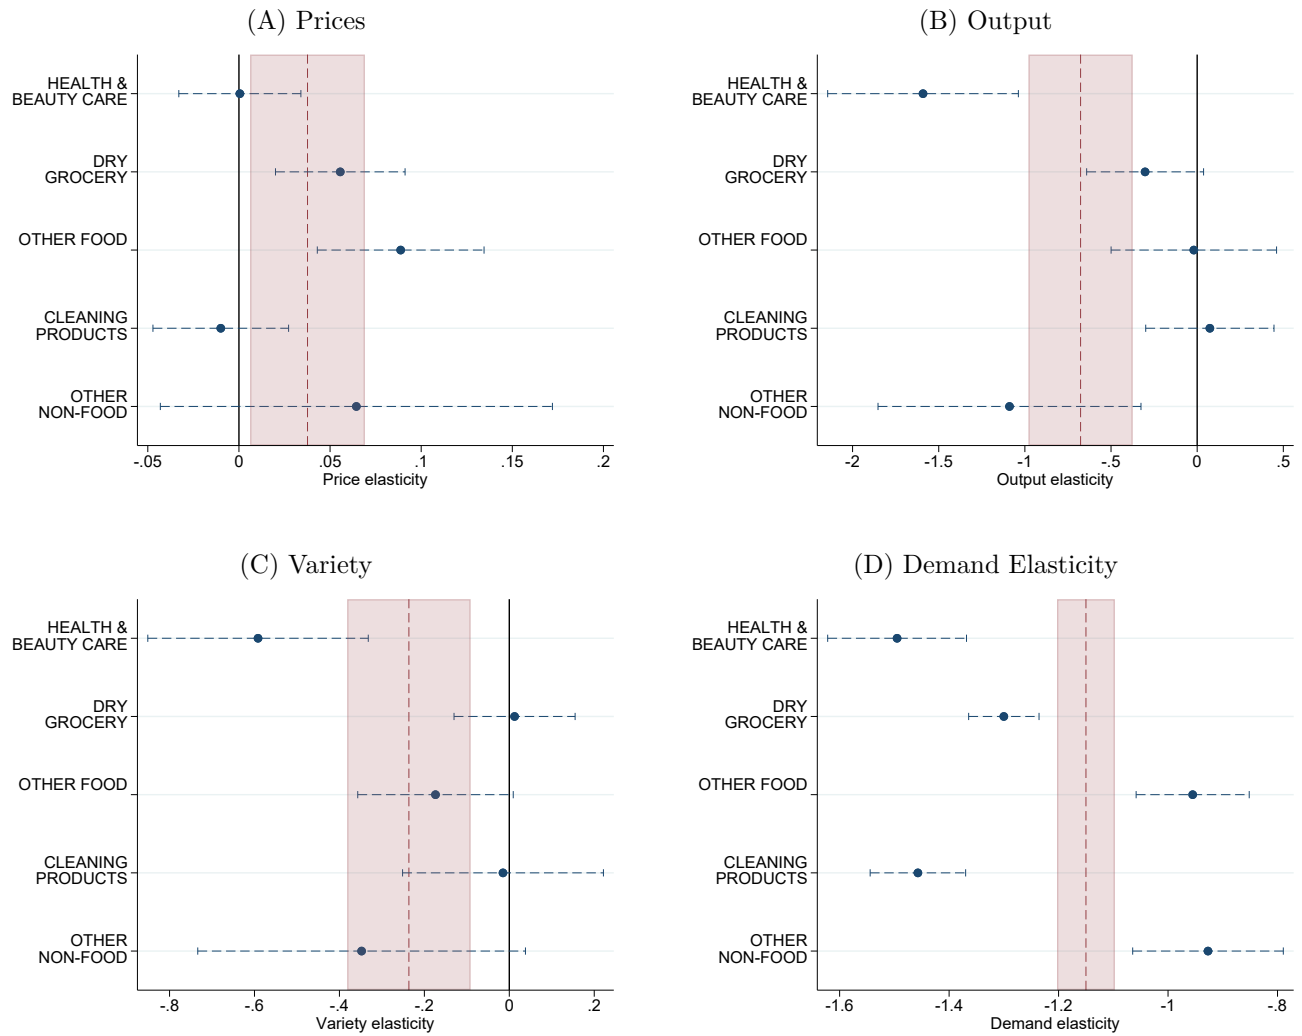 (A) Prices
HEALTH &
BEAUTY CARE
DRY
GROCERY
OTHER FOOD
CLEANING
PRODUCTS
OTHER
NON-FOOD
-.05 0 .05 .1 .15 .2
Price elasticity
(B) Output
HEALTH &
BEAUTY CARE
DRY
GROCERY
OTHER FOOD
CLEANING
PRODUCTS
OTHER
NON-FOOD
-2 -1.5 -1 -.5 0 .5
Output elasticity
(C) Variety
HEALTH &
BEAUTY CARE
DRY
GROCERY
OTHER FOOD
CLEANING
PRODUCTS
OTHER
NON-FOOD
-.8 -.6 -.4 -.2 0 .2
Variety elasticity
(D) Demand Elasticity
HEALTH &
BEAUTY CARE
DRY
GROCERY
OTHER FOOD
CLEANING
PRODUCTS
OTHER
NON-FOOD
-1.6 -1.4 -1.2 -1 -.8
Demand elasticity